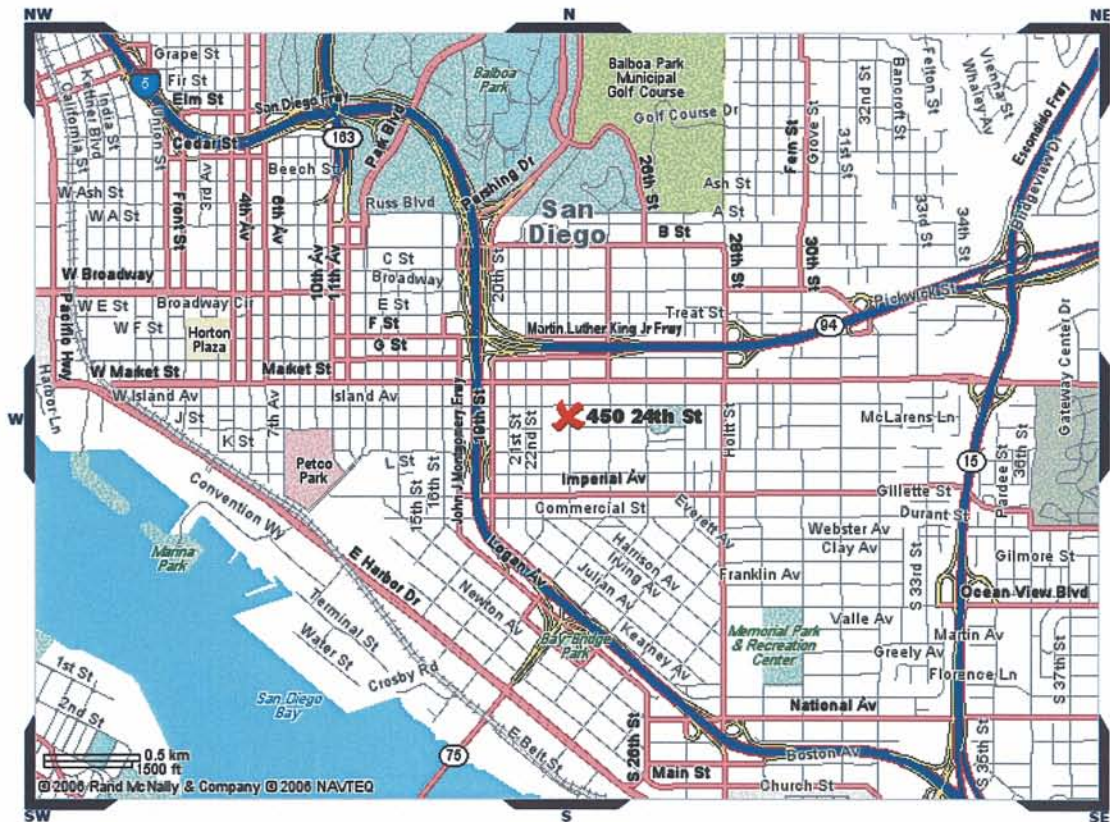 NW
N
NE
Grape St
Fir St
Elm St
5
Kettner Blvd
India St
California St
Union St
Cedar St
San Diego Frwy
163
Park Blvd
Balboa
Park
Balboa Park
Municipal
Golf Course
Golf Course Dr
Fern St
Grove St
32nd St
31st St
Bancroft St
Felton St
Vienna St
Whaley Av
Escondido Frwy
Bridgeview Dr
Beech St
W Ash St
W A St
Front St
3rd Av
4th Av
6th Av
Russ Blvd
Pershing Dr
26th St
Ash St
A St
San
Diego
B St
28th St
30th St
33rd St
34th St
10th Av
11th Av
C St
Broadway
20th St
W Broadway
Pacific Hwy
W E St
Broadway Cir
E St
W F St
F St
Horton
Plaza
G St
Martin Luther King Jr Frwy
Treat St
94
Pickwick St
Gateway Center Dr
W Market St
Market St
Harbor Ln
W Island Av
Island Av
7th Av
J St
K St
W
John J Montgomery Frwy
19th St
21st St
22nd St
450 24th St
Hoitt St
McLarens Ln
E
Petco
Park
L St
15th St
16th St
Imperial Av
15
36th St
Pardee St
Gillette St
Commercial St
Everett Av
Durant St
Webster Av
Clay Av
Convention Wy
Marina
Park
E Harbor Dr
Logan Av
Harrison Av
Irving Av
Julian Av
Franklin Av
S 33rd St
Gilmore St
Ocean View Blvd
Newton Av
Terminal St
Water St
Bay Bridge
Park
Kearney Av
Memorial Park
& Recreation
Center
Valle Av
Martin Av
Greely Av
Florence Ln
S 37th St
Crosby Rd
1st St
2nd St
San Diego
Bay
National Av
75
E Belt St
S 26th St
Boston Av
Main St
Church St
S 35th St
0.5 km
1500 ft
© 2006 Rand McNally & Company © 2006 NAVTEQ
SW
S
SE